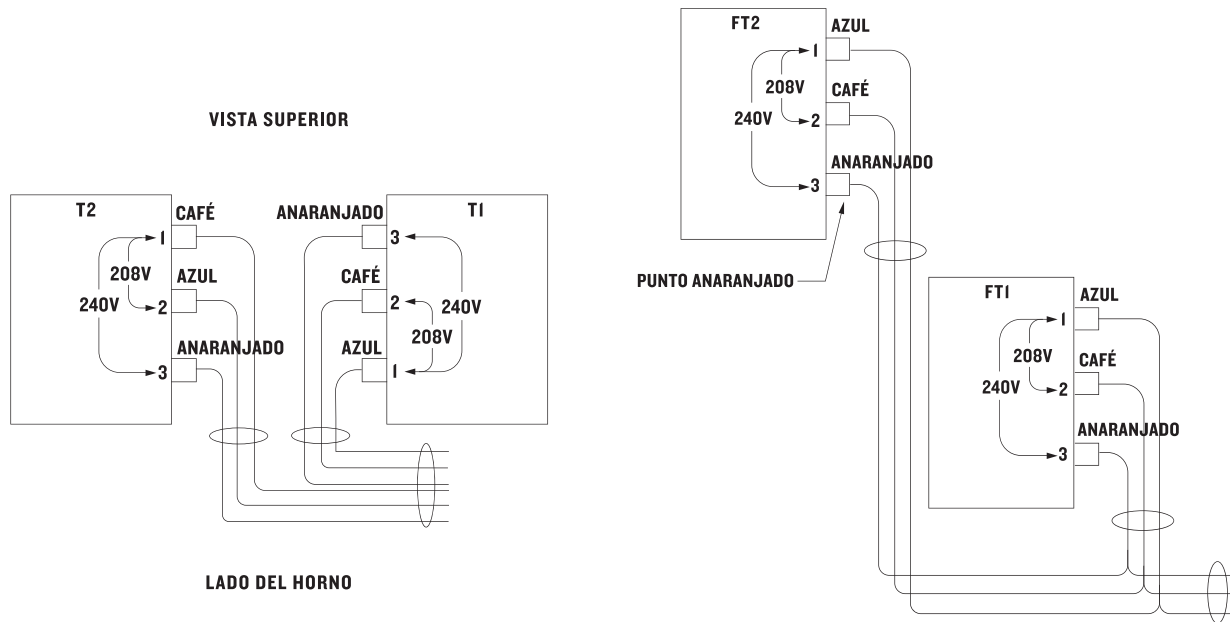 VISTA SUPERIOR
T2
CAFÉ
1
208V
AZUL
240V
2
ANARANJADO
3
T1
ANARANJADO
3
CAFÉ
2
240V
208V
AZUL
1
LADO DEL HORNO
FT2
AZUL
1
208V
CAFÉ
240V
2
ANARANJADO
3
PUNTO ANARANJADO
FT1
AZUL
1
208V
CAFÉ
240V
2
ANARANJADO
3